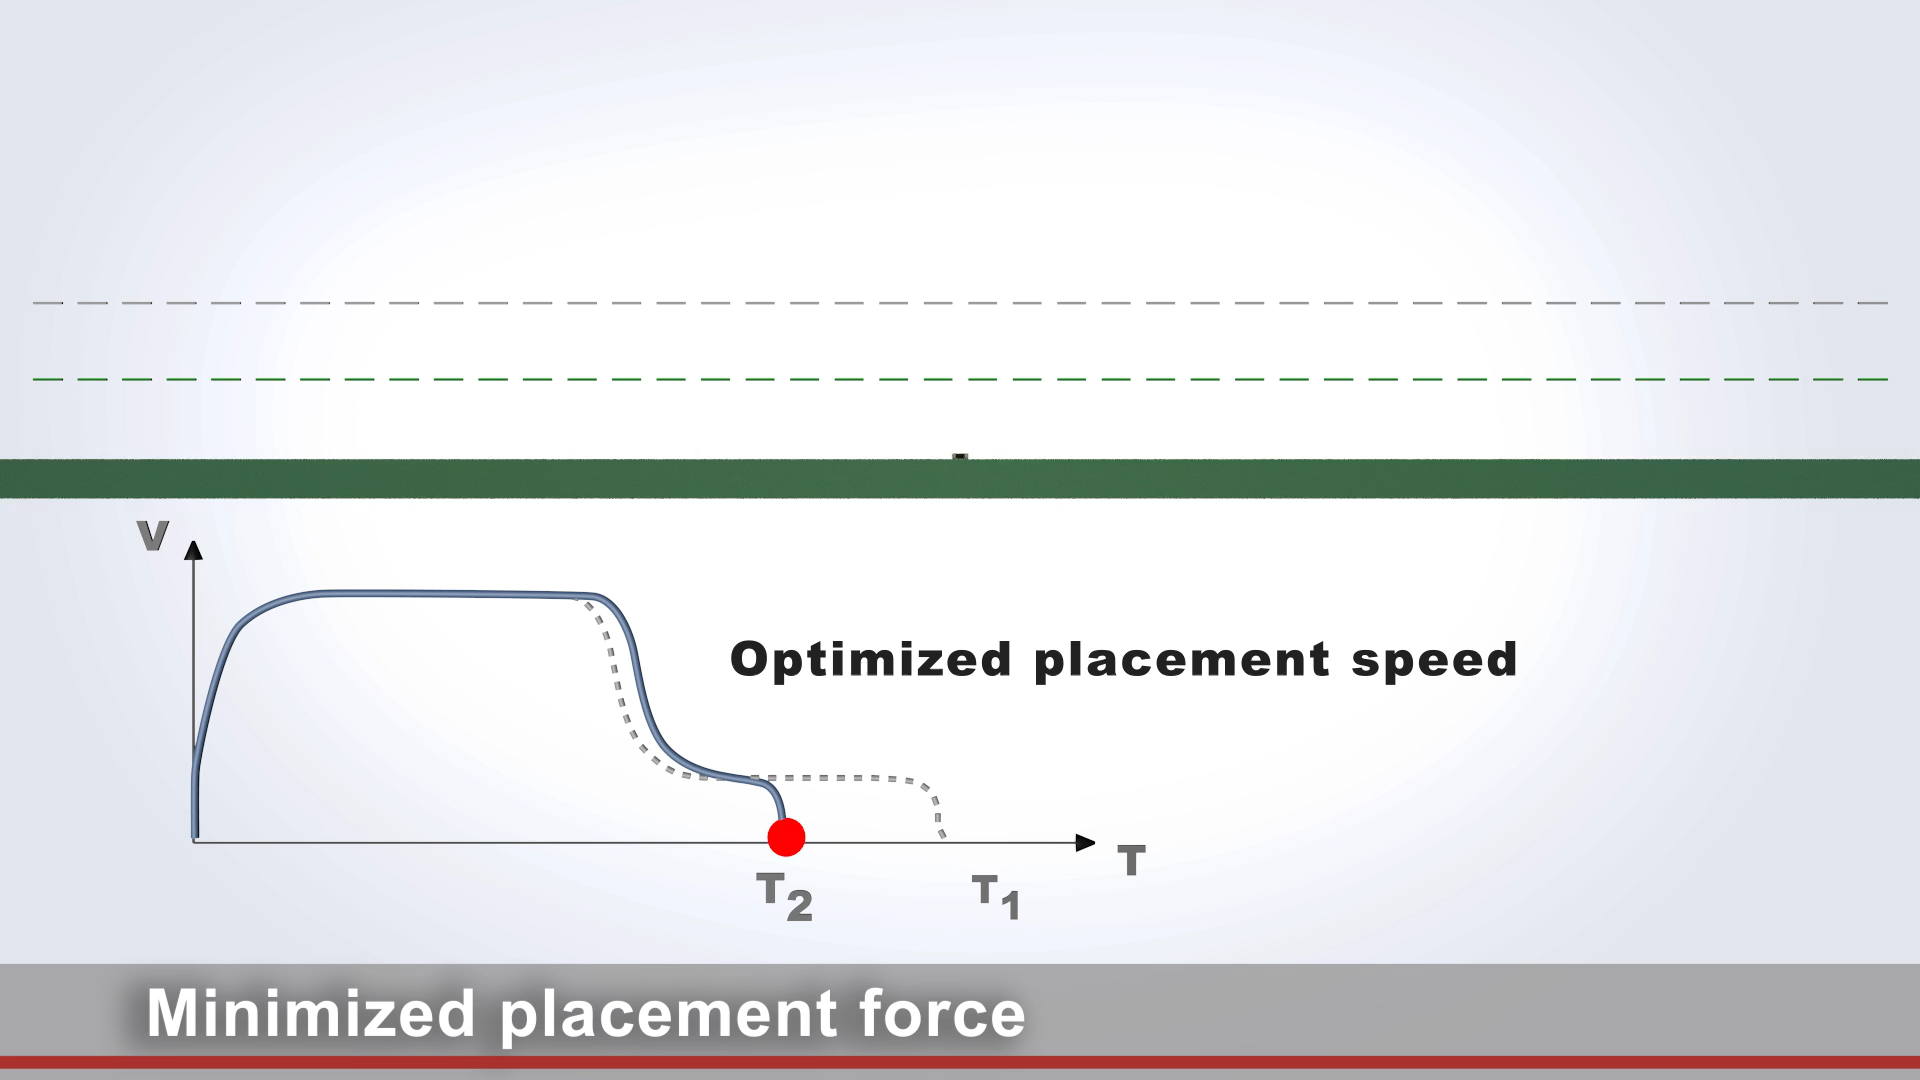 V
Optimized placement speed
T
T2
T1
Minimized placement force